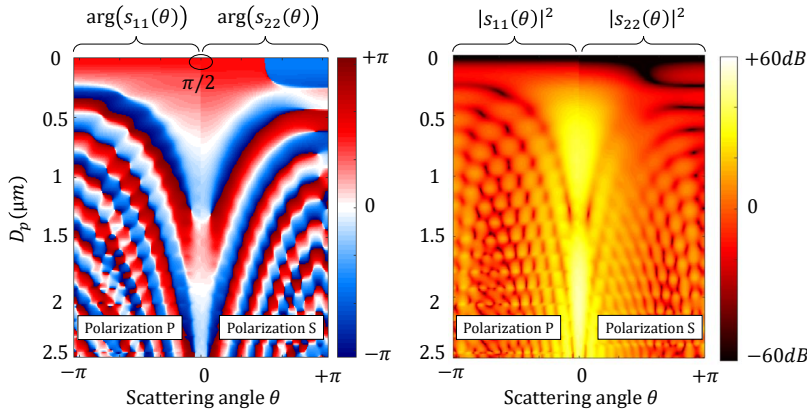 arg(s₁₁(θ)) arg(s₂₂(θ))
|s₁₁(θ)|² |s₂₂(θ)|²
0
0.5
1
1.5
2
2.5
D_p (μm)
π/2
Polarization P
Polarization S
−π
0
+π
Scattering angle θ
+π
0
−π
0
0.5
1
1.5
2
2.5
Polarization P
Polarization S
−π
0
+π
Scattering angle θ
+60dB
0
−60dB